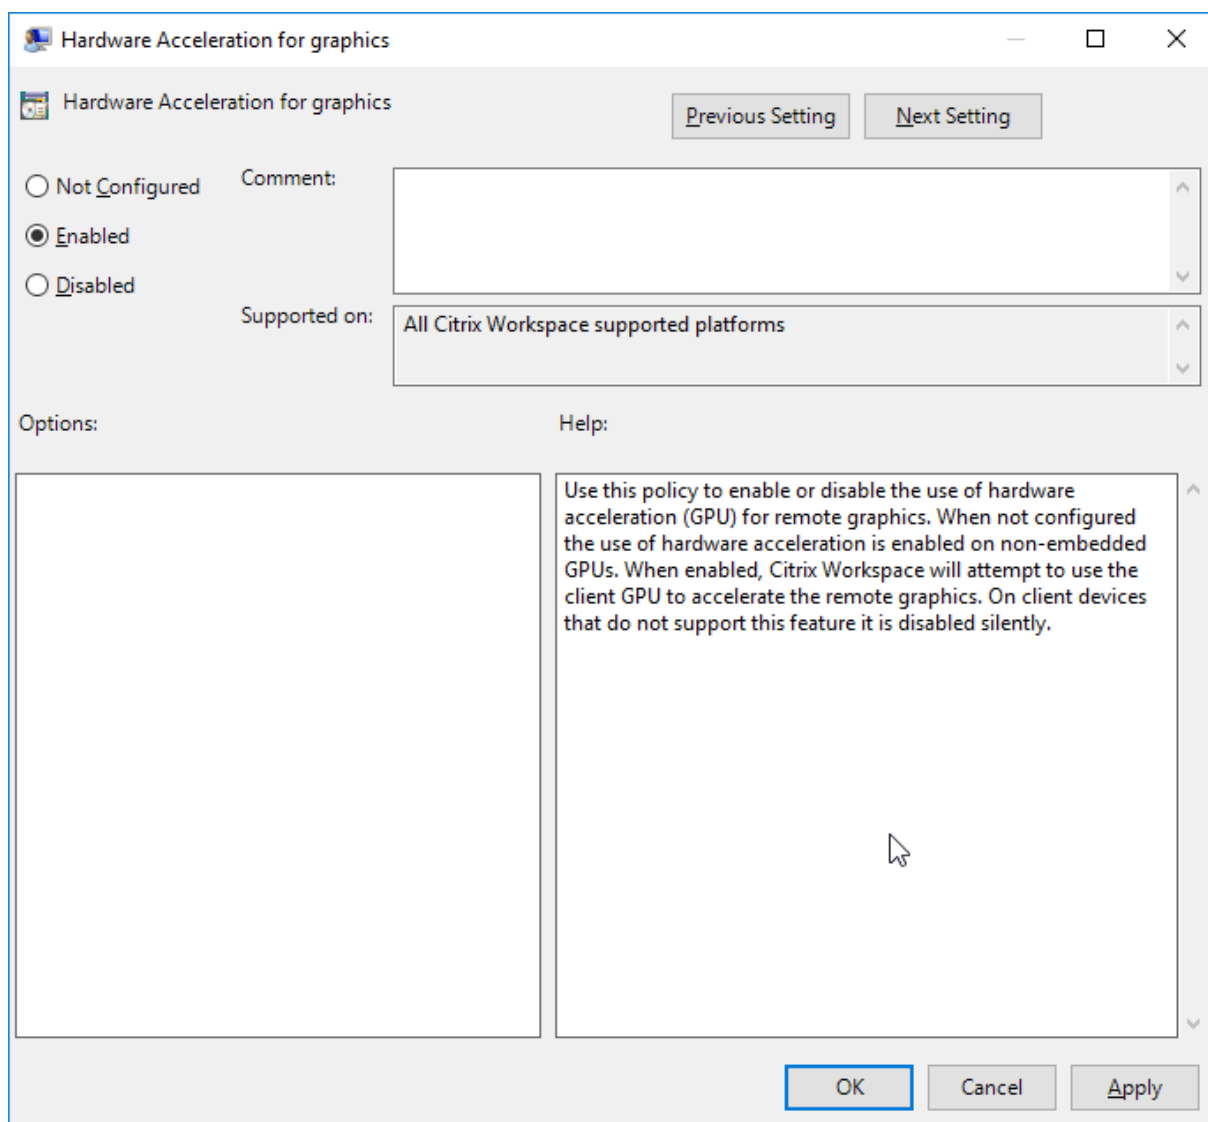 Hardware Acceleration for graphics
Hardware Acceleration for graphics
Previous Setting
Next Setting
Not Configured
Comment:
Enabled
Disabled
Supported on:
All Citrix Workspace supported platforms
Options:
Help:
Use this policy to enable or disable the use of hardware
acceleration (GPU) for remote graphics. When not configured
the use of hardware acceleration is enabled on non-embedded
GPUs. When enabled, Citrix Workspace will attempt to use the
client GPU to accelerate the remote graphics. On client devices
that do not support this feature it is disabled silently.
OK
Cancel
Apply